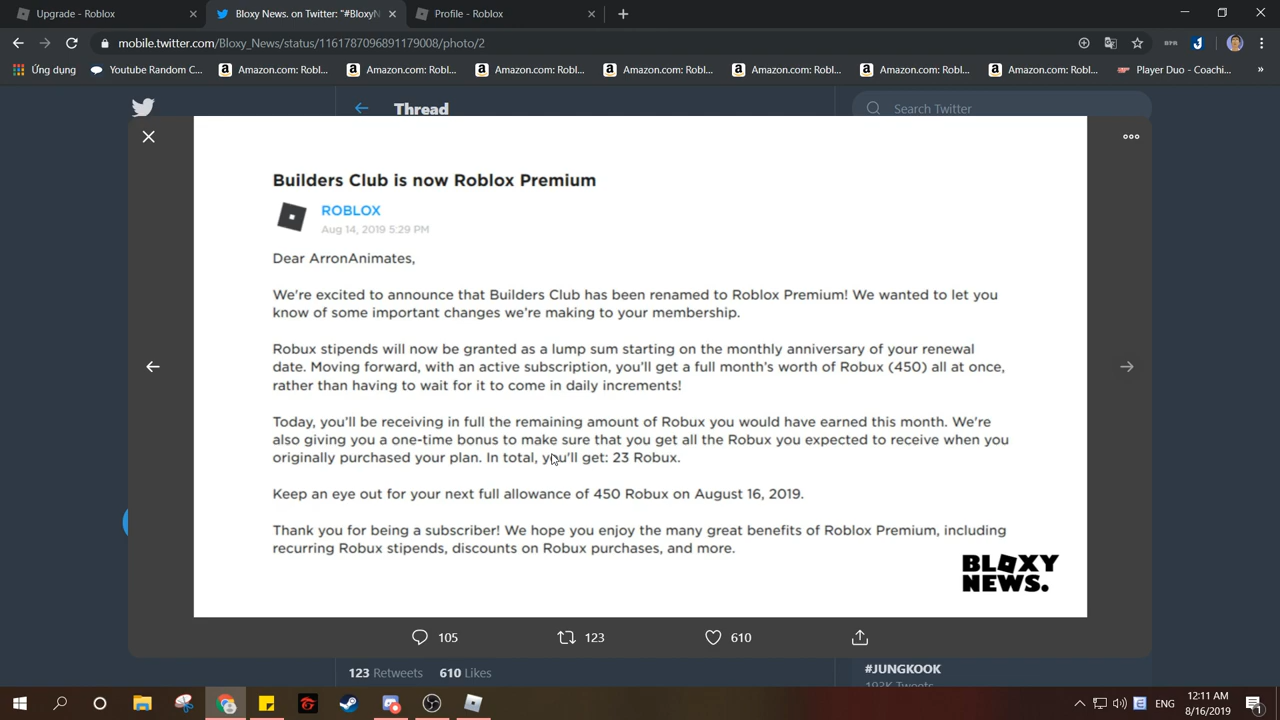 Upgrade - Roblox
Bloxy News. on Twitter: "#BloxyN
Profile - Roblox
mobile.twitter.com/Bloxy_News/status/1161787096891179008/photo/2
Ứng dụng
Youtube Random C...
Amazon.com: Robl...
Amazon.com: Robl...
Amazon.com: Robl...
Amazon.com: Robl...
Amazon.com: Robl...
Amazon.com: Robl...
Amazon.com: Robl...
Player Duo - Coachi...
»
Thread
Search Twitter
Builders Club is now Roblox Premium
ROBLOX
Aug 14, 2019 5:29 PM
Dear ArronAnimates,
We're excited to announce that Builders Club has been renamed to Roblox Premium! We wanted to let you
know of some important changes we're making to your membership.
Robux stipends will now be granted as a lump sum starting on the monthly anniversary of your renewal
date. Moving forward, with an active subscription, you'll get a full month's worth of Robux (450) all at once,
rather than having to wait for it to come in daily increments!
Today, you'll be receiving in full the remaining amount of Robux you would have earned this month. We're
also giving you a one-time bonus to make sure that you get all the Robux you expected to receive when you
originally purchased your plan. In total, you'll get: 23 Robux.
Keep an eye out for your next full allowance of 450 Robux on August 16, 2019.
Thank you for being a subscriber! We hope you enjoy the many great benefits of Roblox Premium, including
recurring Robux stipends, discounts on Robux purchases, and more.
BLOXY
NEWS.
105
123
610
123 Retweets 610 Likes
#JUNGKOOK
193K Tweets
ENG
12:11 AM
8/16/2019